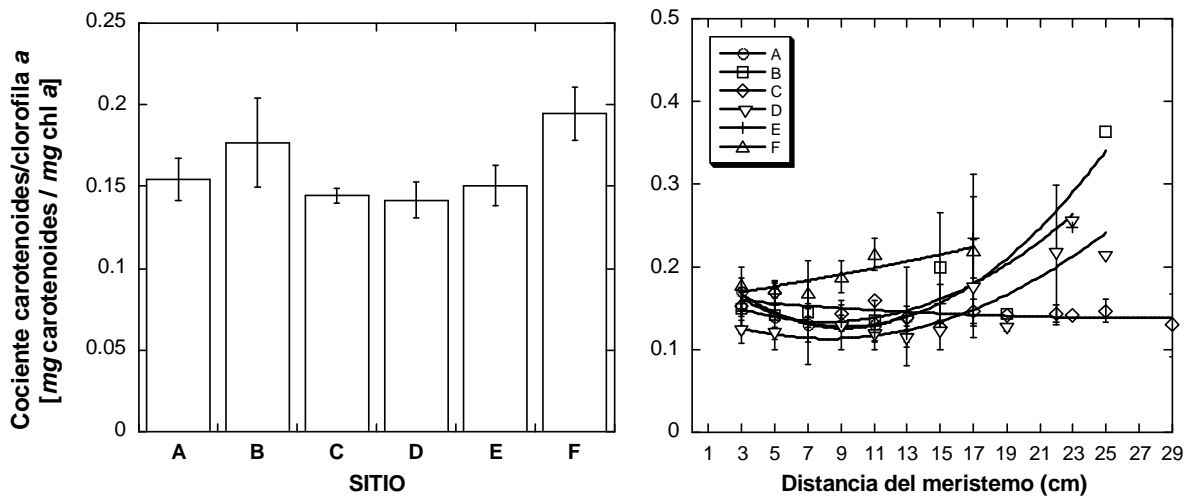 Cociente carotenoides/clorofila a
[mg carotenoides / mg chl a]
0.25
0.2
0.15
0.1
0.05
0
A B C D E F
SITIO
0.5
0.4
0.3
0.2
0.1
0
A
B
C
D
E
F
1 3 5 7 9 11 13 15 17 19 21 23 25 27 29
Distancia del meristemo (cm)